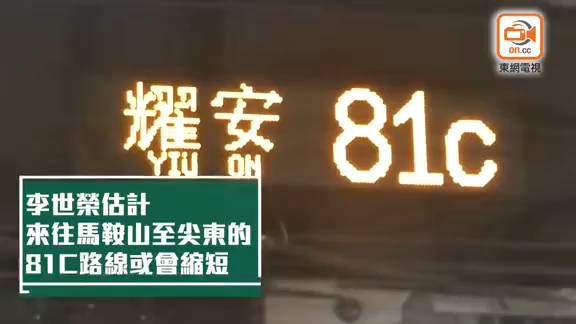 on.cc
東網電視
耀安 81C
YIU ON
李世榮估計
來往馬鞍山至尖東的
81C路線或會縮短